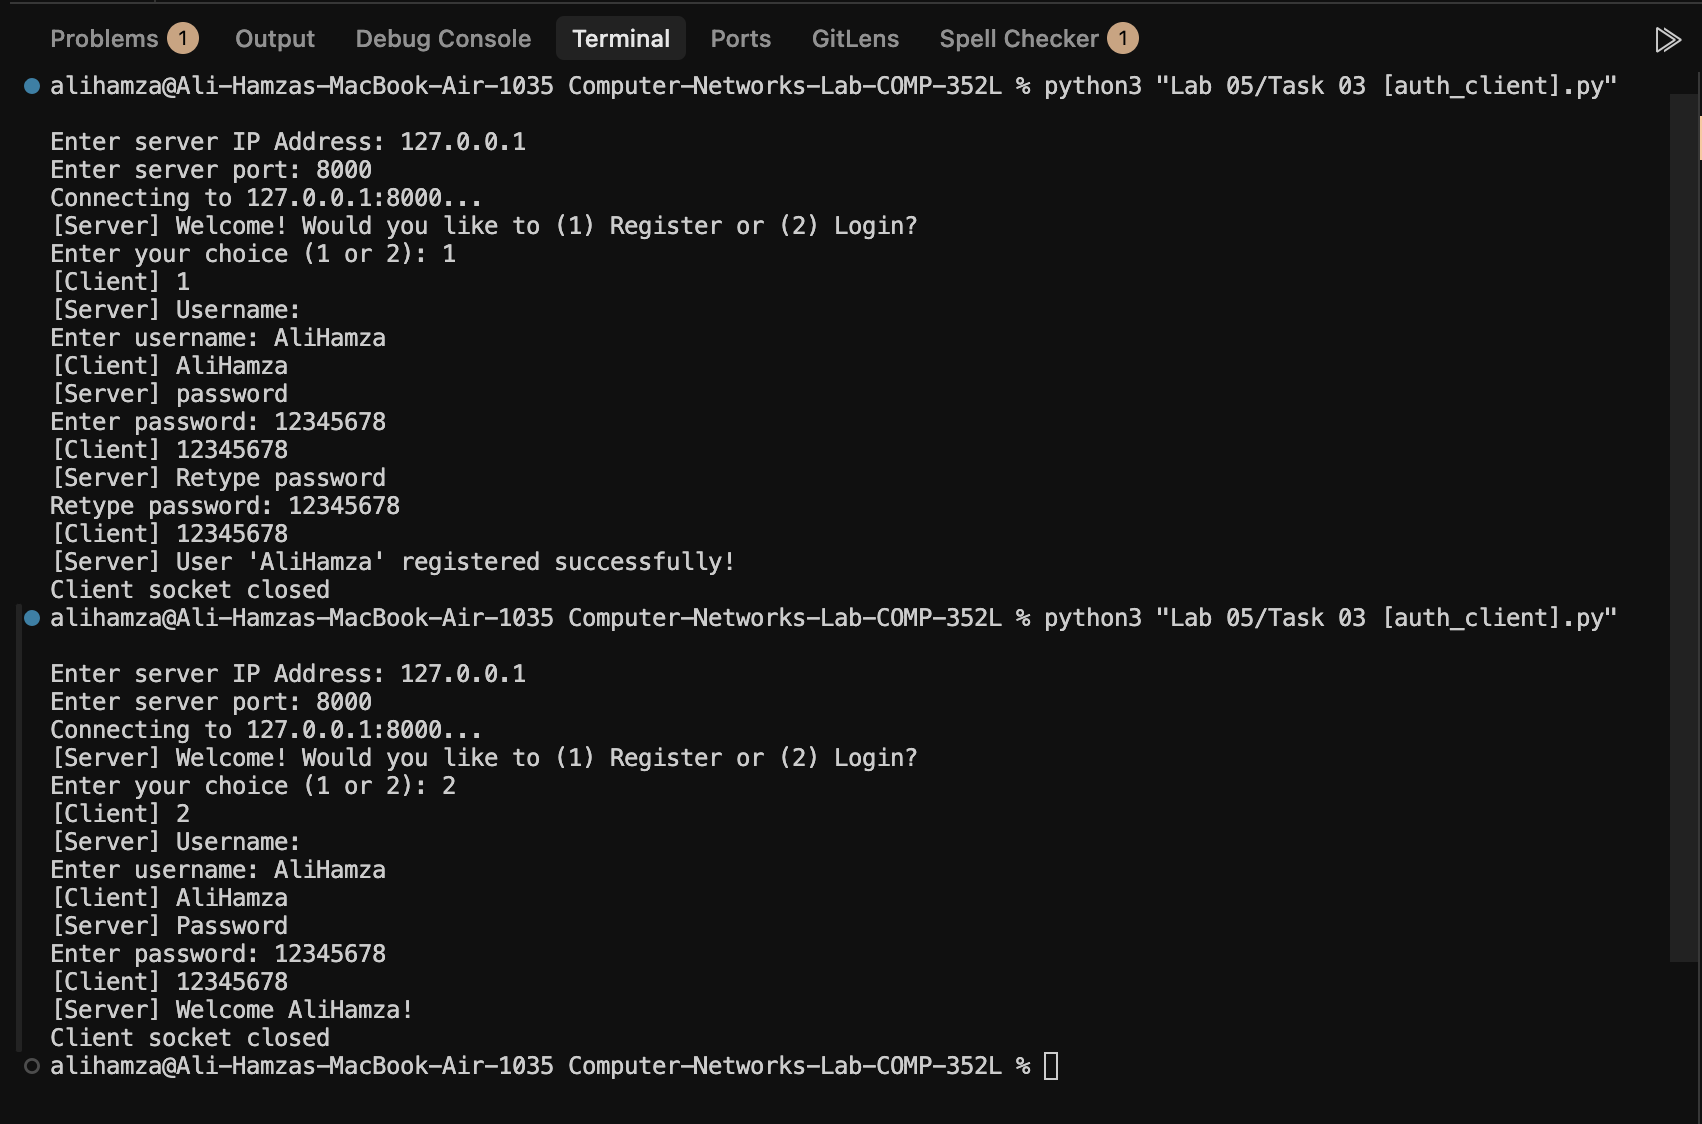 Problems 1 Output Debug Console Terminal Ports GitLens Spell Checker 1
alihamza@Ali-Hamzas-MacBook-Air-1035 Computer-Networks-Lab-COMP-352L % python3 "Lab 05/Task 03 [auth_client].py"
Enter server IP Address: 127.0.0.1
Enter server port: 8000
Connecting to 127.0.0.1:8000...
[Server] Welcome! Would you like to (1) Register or (2) Login?
Enter your choice (1 or 2): 1
[Client] 1
[Server] Username:
Enter username: AliHamza
[Client] AliHamza
[Server] password
Enter password: 12345678
[Client] 12345678
[Server] Retype password
Retype password: 12345678
[Client] 12345678
[Server] User 'AliHamza' registered successfully!
Client socket closed
alihamza@Ali-Hamzas-MacBook-Air-1035 Computer-Networks-Lab-COMP-352L % python3 "Lab 05/Task 03 [auth_client].py"
Enter server IP Address: 127.0.0.1
Enter server port: 8000
Connecting to 127.0.0.1:8000...
[Server] Welcome! Would you like to (1) Register or (2) Login?
Enter your choice (1 or 2): 2
[Client] 2
[Server] Username:
Enter username: AliHamza
[Client] AliHamza
[Server] Password
Enter password: 12345678
[Client] 12345678
[Server] Welcome AliHamza!
Client socket closed
alihamza@Ali-Hamzas-MacBook-Air-1035 Computer-Networks-Lab-COMP-352L %